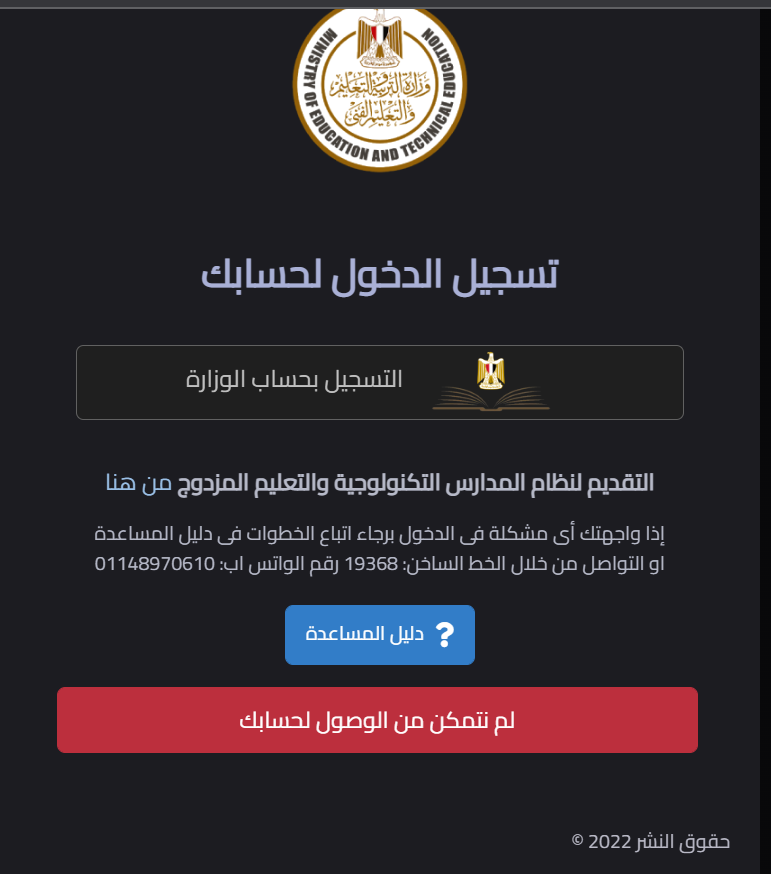 MINISTRY OF EDUCATION AND TECHNICAL EDUCATION
وزارة التربية والتعليم
والتعليم الفني
تسجيل الدخول لحسابك
التسجيل بحساب الوزارة
التقديم لنظام المدارس التكنولوجية والتعليم المزدوج من هنا
إذا واجهتك أى مشكلة فى الدخول برجاء اتباع الخطوات فى دليل المساعدة
او التواصل من خلال الخط الساخن: 19368 رقم الواتس اب: 01148970610
دليل المساعدة
لم نتمكن من الوصول لحسابك
حقوق النشر 2022 ©